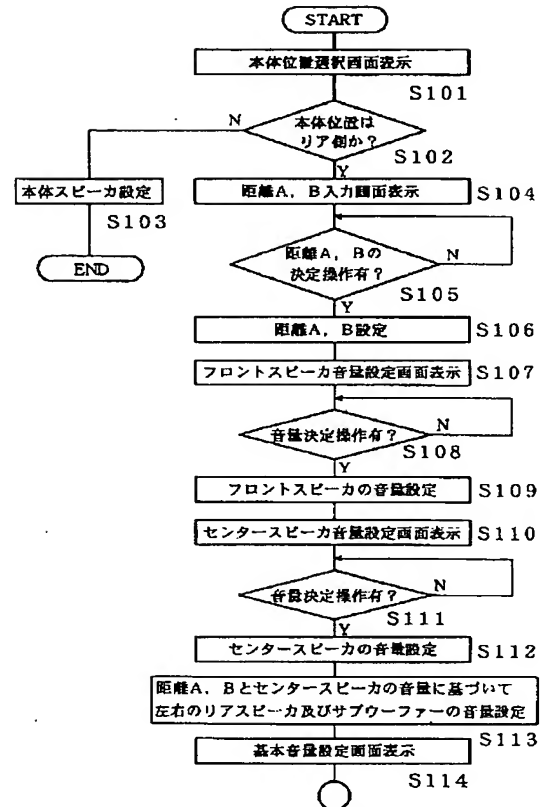 START
本体位置選択画面表示
S101
N
本体位置は
リア側か？
S102
Y
本体スピーカ設定
S103
END
距離A，B入力画面表示
S104
距離A，Bの
決定操作有？
N
S105
Y
距離A，B設定
S106
フロントスピーカ音量設定画面表示
S107
音量決定操作有？
N
S108
Y
フロントスピーカの音量設定
S109
センタースピーカ音量設定画面表示
S110
音量決定操作有？
N
S111
Y
センタースピーカの音量設定
S112
距離A，Bとセンタースピーカの音量に基づいて
左右のリアスピーカ及びサブウーファーの音量設定
S113
基本音量設定画面表示
S114